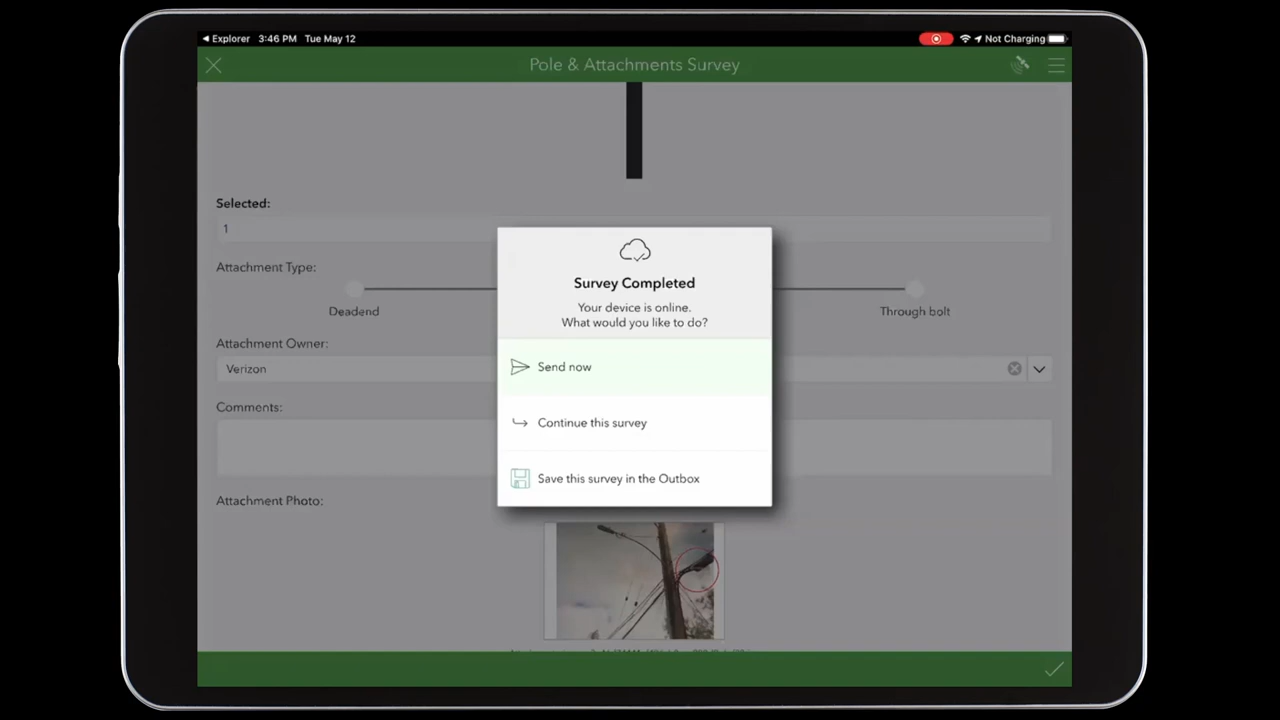 Explorer 3:46 PM Tue May 12 Not Charging
Pole & Attachments Survey
Selected:
1
Attachment Type:
Deadend
Through bolt
Attachment Owner:
Verizon
Comments:
Attachment Photo:
Survey Completed
Your device is online.
What would you like to do?
Send now
Continue this survey
Save this survey in the Outbox